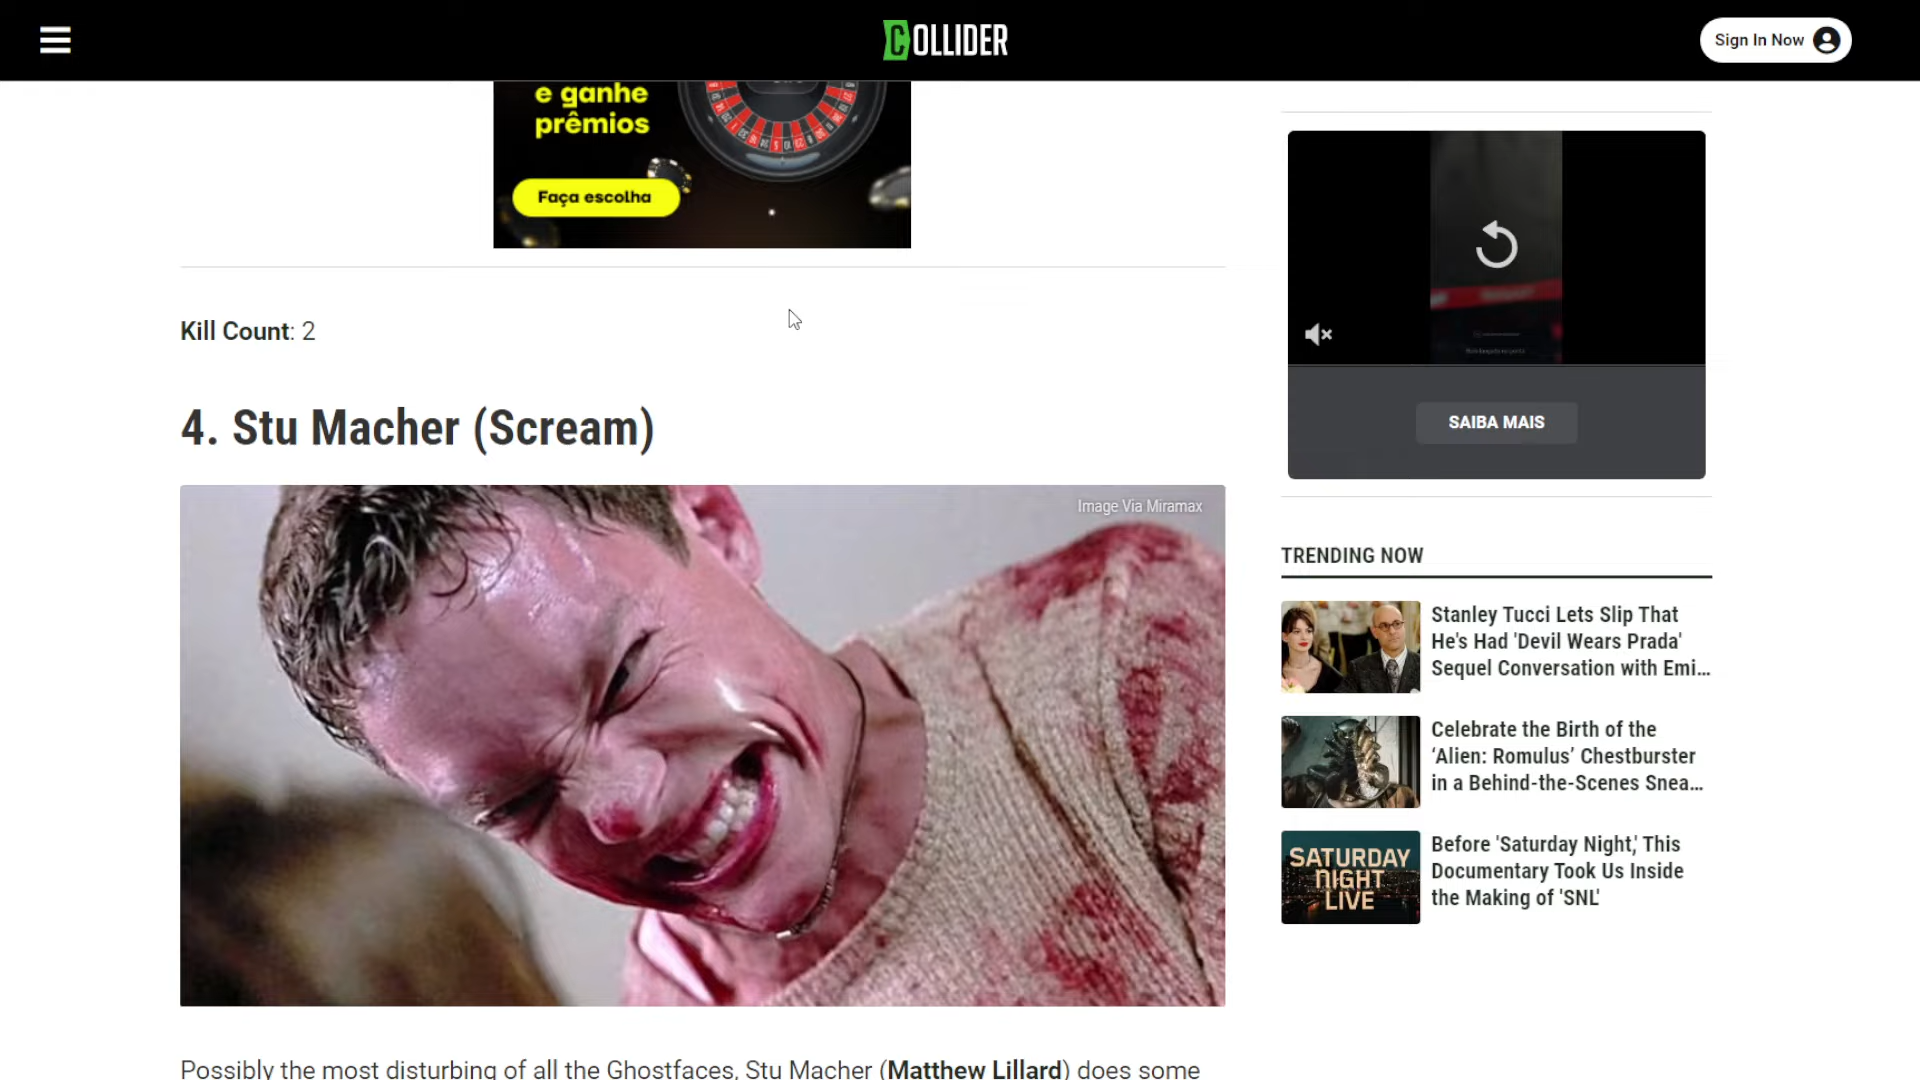 COLLIDER
Sign In Now
e ganhe
prêmios
Faça escolha
Kill Count: 2
4. Stu Macher (Scream)
Image Via Miramax
Possibly the most disturbing of all the Ghostfaces, Stu Macher (Matthew Lillard) does some
SAIBA MAIS
TRENDING NOW
Stanley Tucci Lets Slip That
He's Had 'Devil Wears Prada'
Sequel Conversation with Emi...
Celebrate the Birth of the
‘Alien: Romulus’ Chestburster
in a Behind-the-Scenes Snea...
SATURDAY
NIGHT
LIVE
Before 'Saturday Night,' This
Documentary Took Us Inside
the Making of 'SNL'